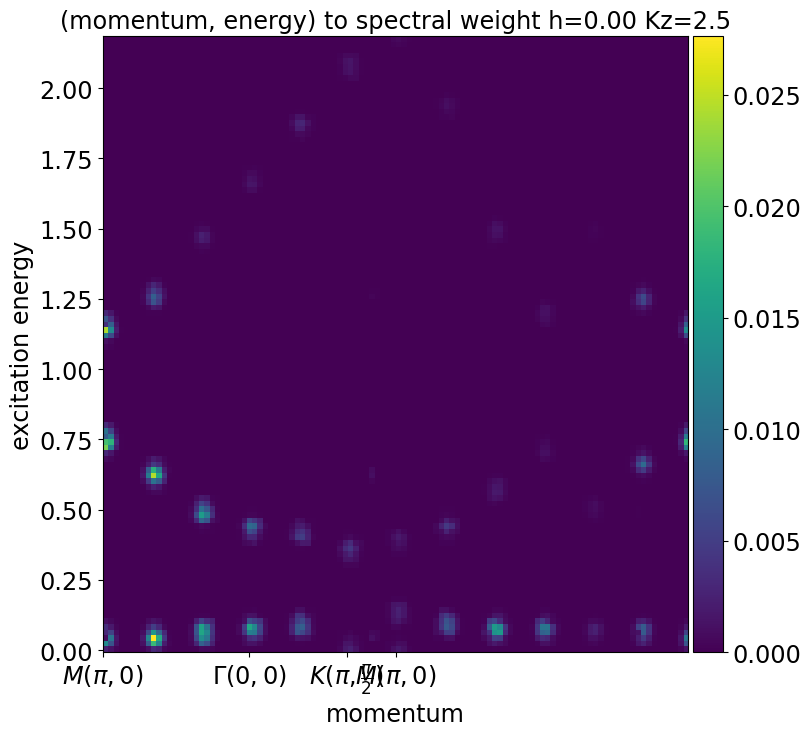 (momentum, energy) to spectral weight h=0.00 Kz=2.5
2.00
1.75
1.50
1.25
1.00
0.75
0.50
0.25
0.00
excitation energy
0.025
0.020
0.015
0.010
0.005
0.000
M(π, 0)
Γ(0, 0)
K(π, π/2)
M(π, 0)
momentum